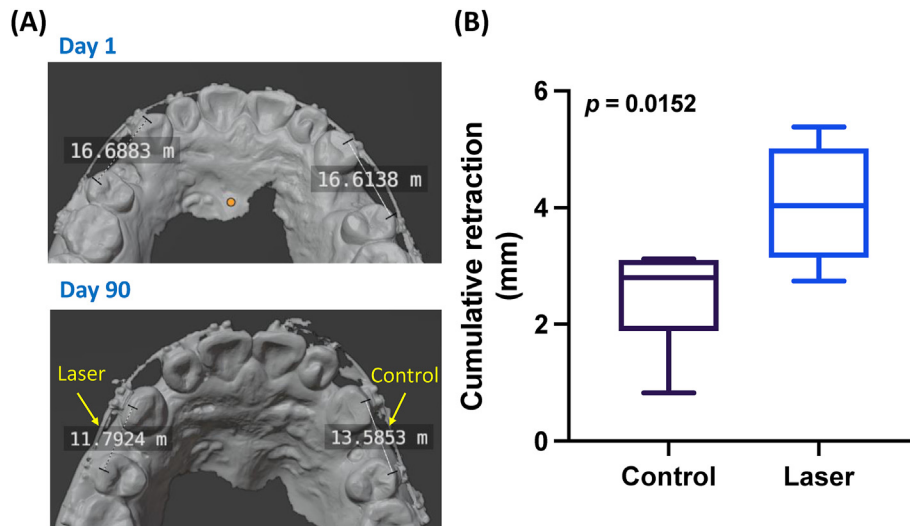 (A)
Day 1
16.6883 m
16.6138 m
Day 90
Laser
Control
11.7924 m
13.5853 m
(B)
p = 0.0152
Cumulative retraction
(mm)
6
4
2
0
Control
Laser